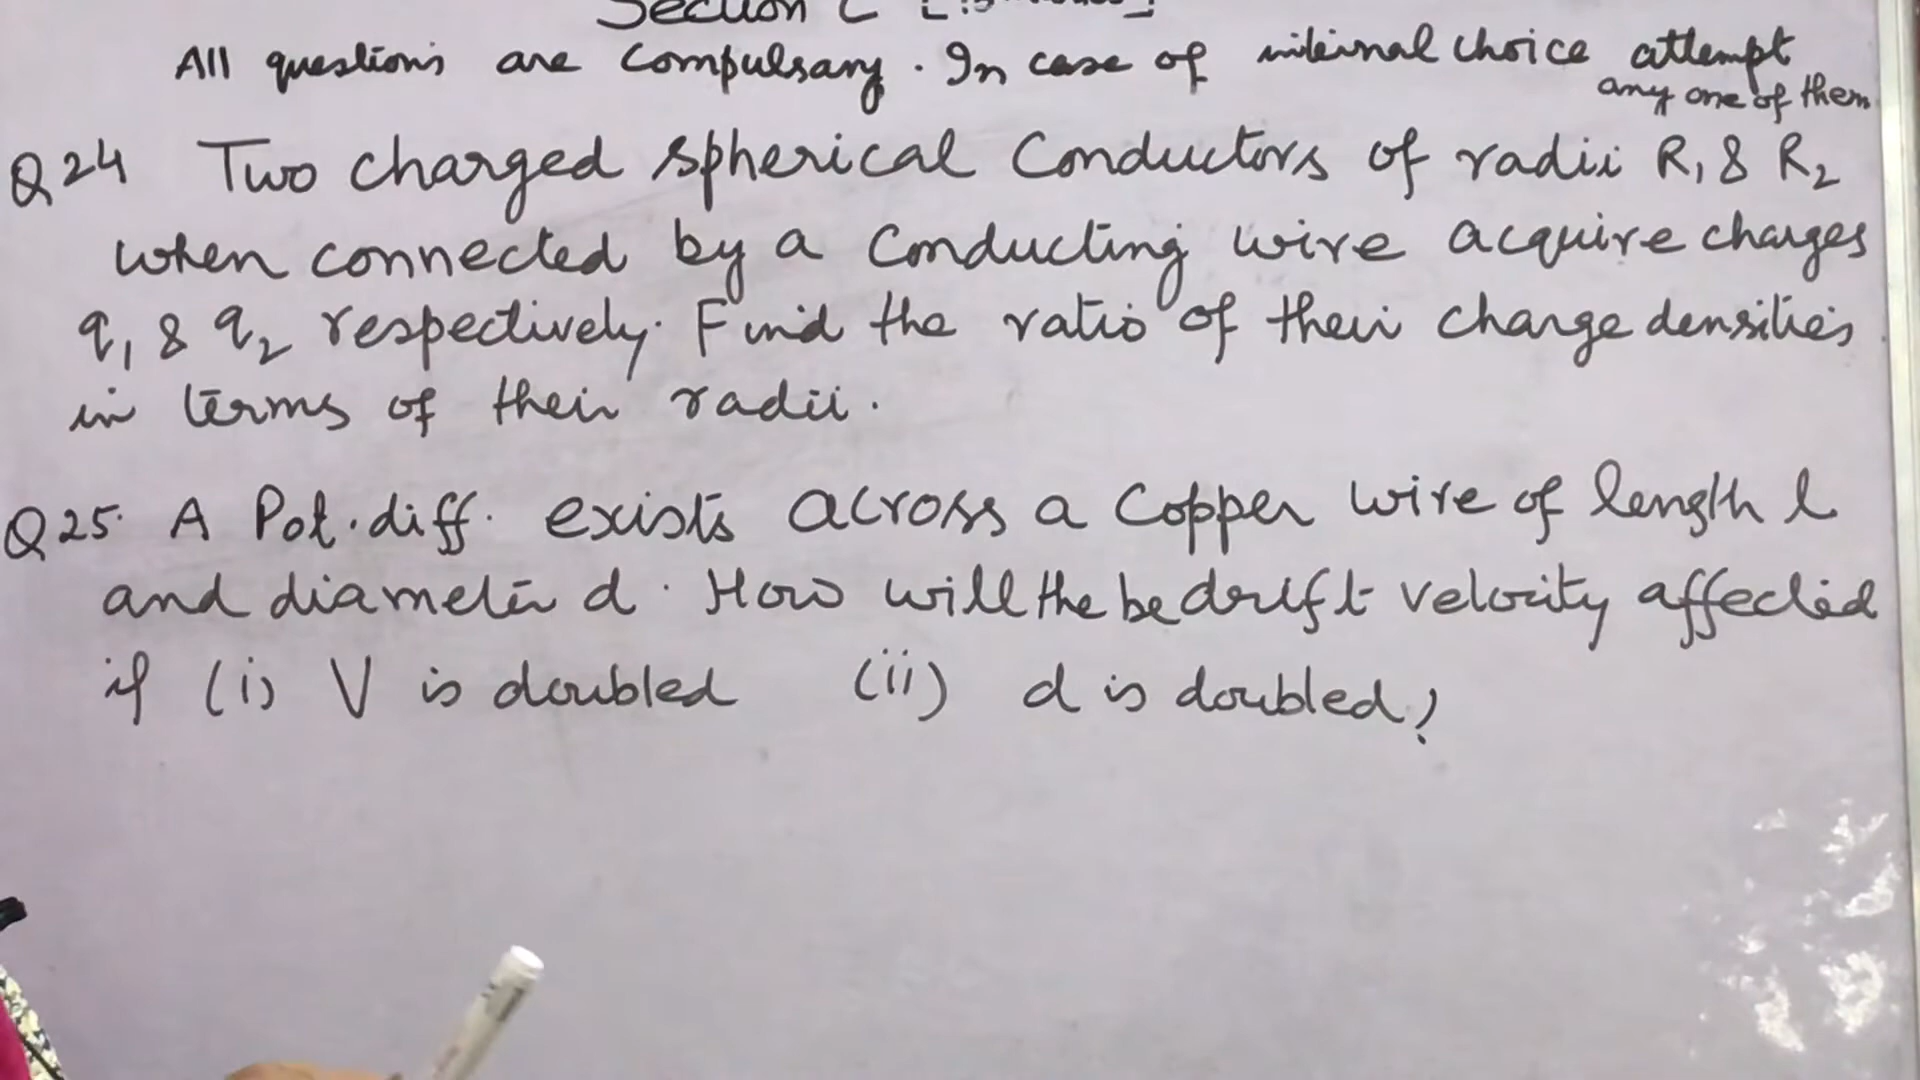 Section C
All questions are Compulsary. In case of internal choice attempt
any one of them
Q24 Two charged spherical Conductors of radii R₁ & R₂
when connected by a Conducting wire acquire charges
q₁ & q₂ respectively. Find the ratio of their charge densities
in terms of their radii.
Q25. A Pot. diff. exists across a Copper wire of length l
and diameter d. How will the be drift velocity affected
if (i) V is doubled (ii) d is doubled?